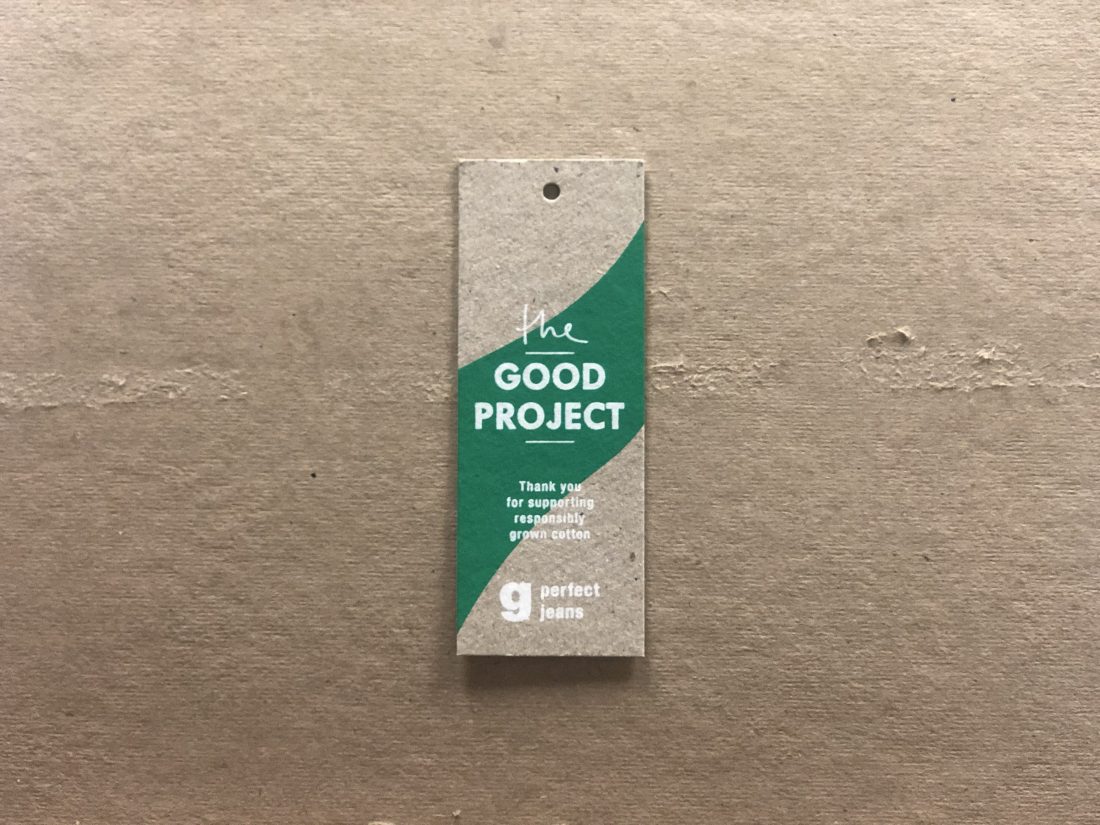 the
GOOD
PROJECT
Thank you
for supporting
responsibly
grown cotton
g perfect
jeans